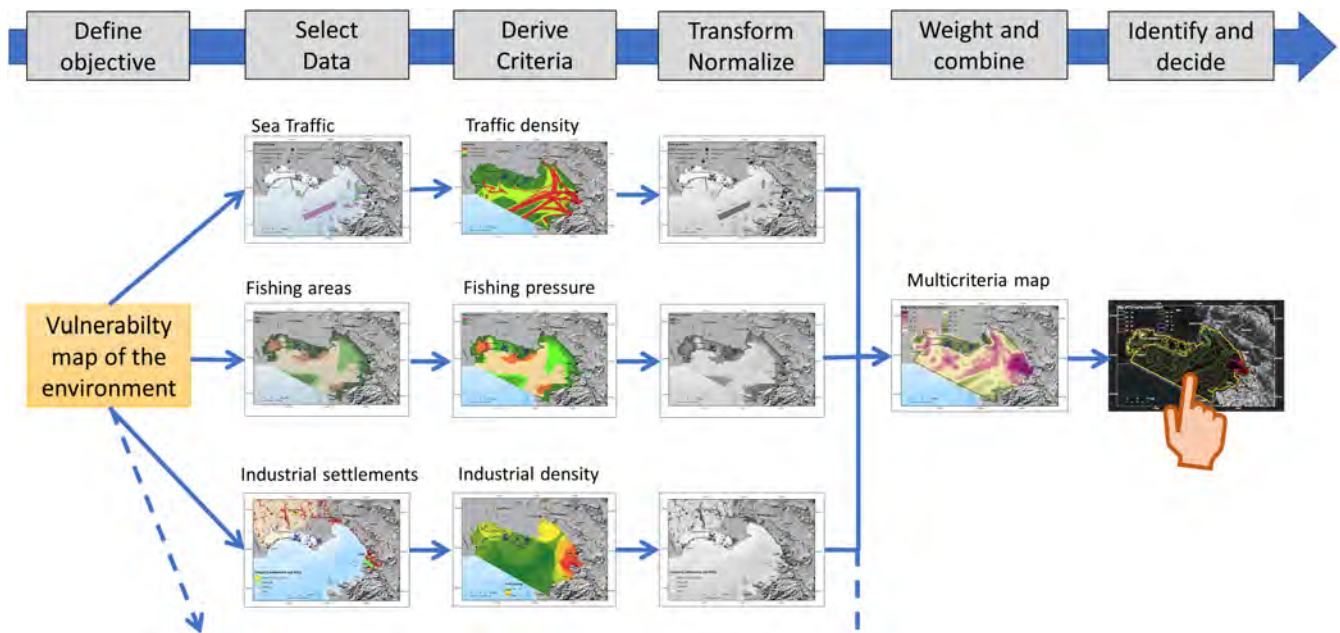 Define
objective
Select
Data
Derive
Criteria
Transform
Normalize
Weight and
combine
Identify and
decide
Sea Traffic
Traffic density
Fishing areas
Fishing pressure
Multicriteria map
Vulnerabilty
map of the
environment
Industrial settlements
Industrial density